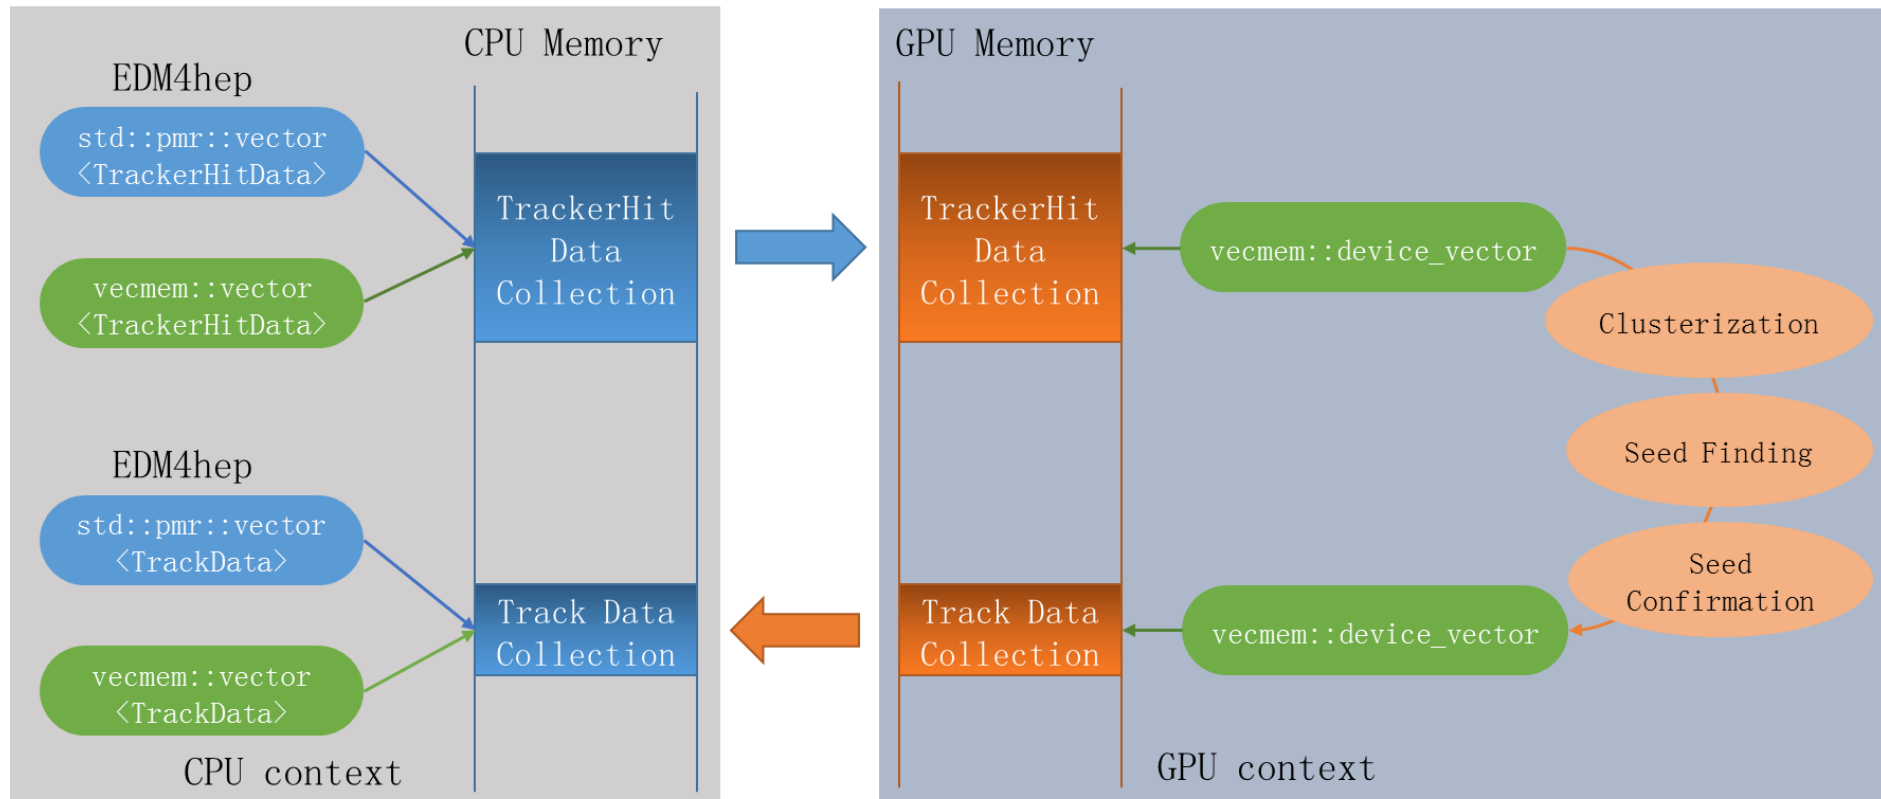 CPU Memory
EDM4hep
std::pmr::vector
<TrackerHitData>
vecmem::vector
<TrackerHitData>
TrackerHit
Data
Collection
EDM4hep
std::pmr::vector
<TrackData>
vecmem::vector
<TrackData>
Track Data
Collection
CPU context
GPU Memory
TrackerHit
Data
Collection
vecmem::device_vector
Clusterization
Seed Finding
Seed
Confirmation
Track Data
Collection
vecmem::device_vector
GPU context